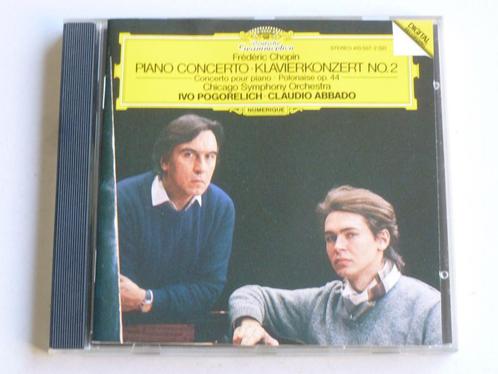 Deutsche
Grammophon
STEREO 410 507-2 GH
DIGITAL
Frédéric Chopin
PIANO CONCERTO·KLAVIERKONZERT NO.2
Concerto pour piano · Polonaise op. 44
Chicago Symphony Orchestra
IVO POGORELICH·CLAUDIO ABBADO
NUMERIQUE